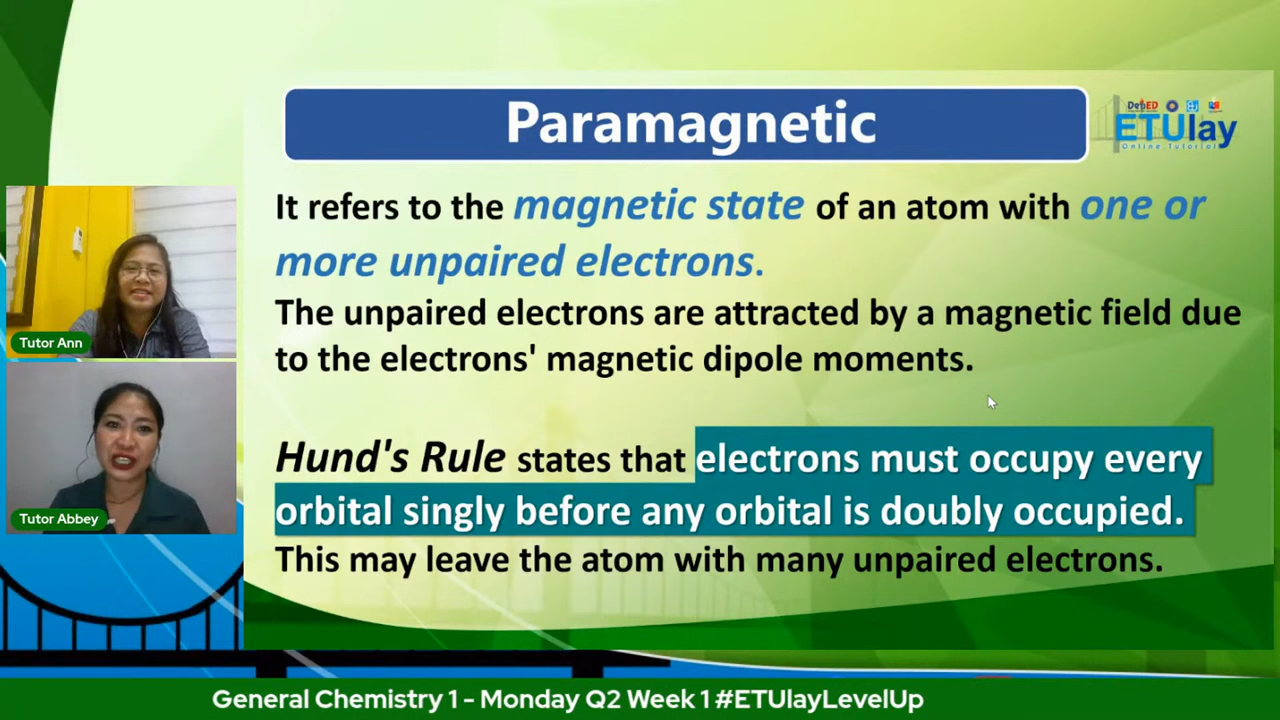 Paramagnetic
DepED
ETUlay
Online Tutorial
It refers to the magnetic state of an atom with one or
more unpaired electrons.
The unpaired electrons are attracted by a magnetic field due
to the electrons' magnetic dipole moments.
Hund's Rule states that electrons must occupy every
orbital singly before any orbital is doubly occupied.
This may leave the atom with many unpaired electrons.
Tutor Ann
Tutor Abbey
General Chemistry 1 - Monday Q2 Week 1 #ETUlayLevelUp